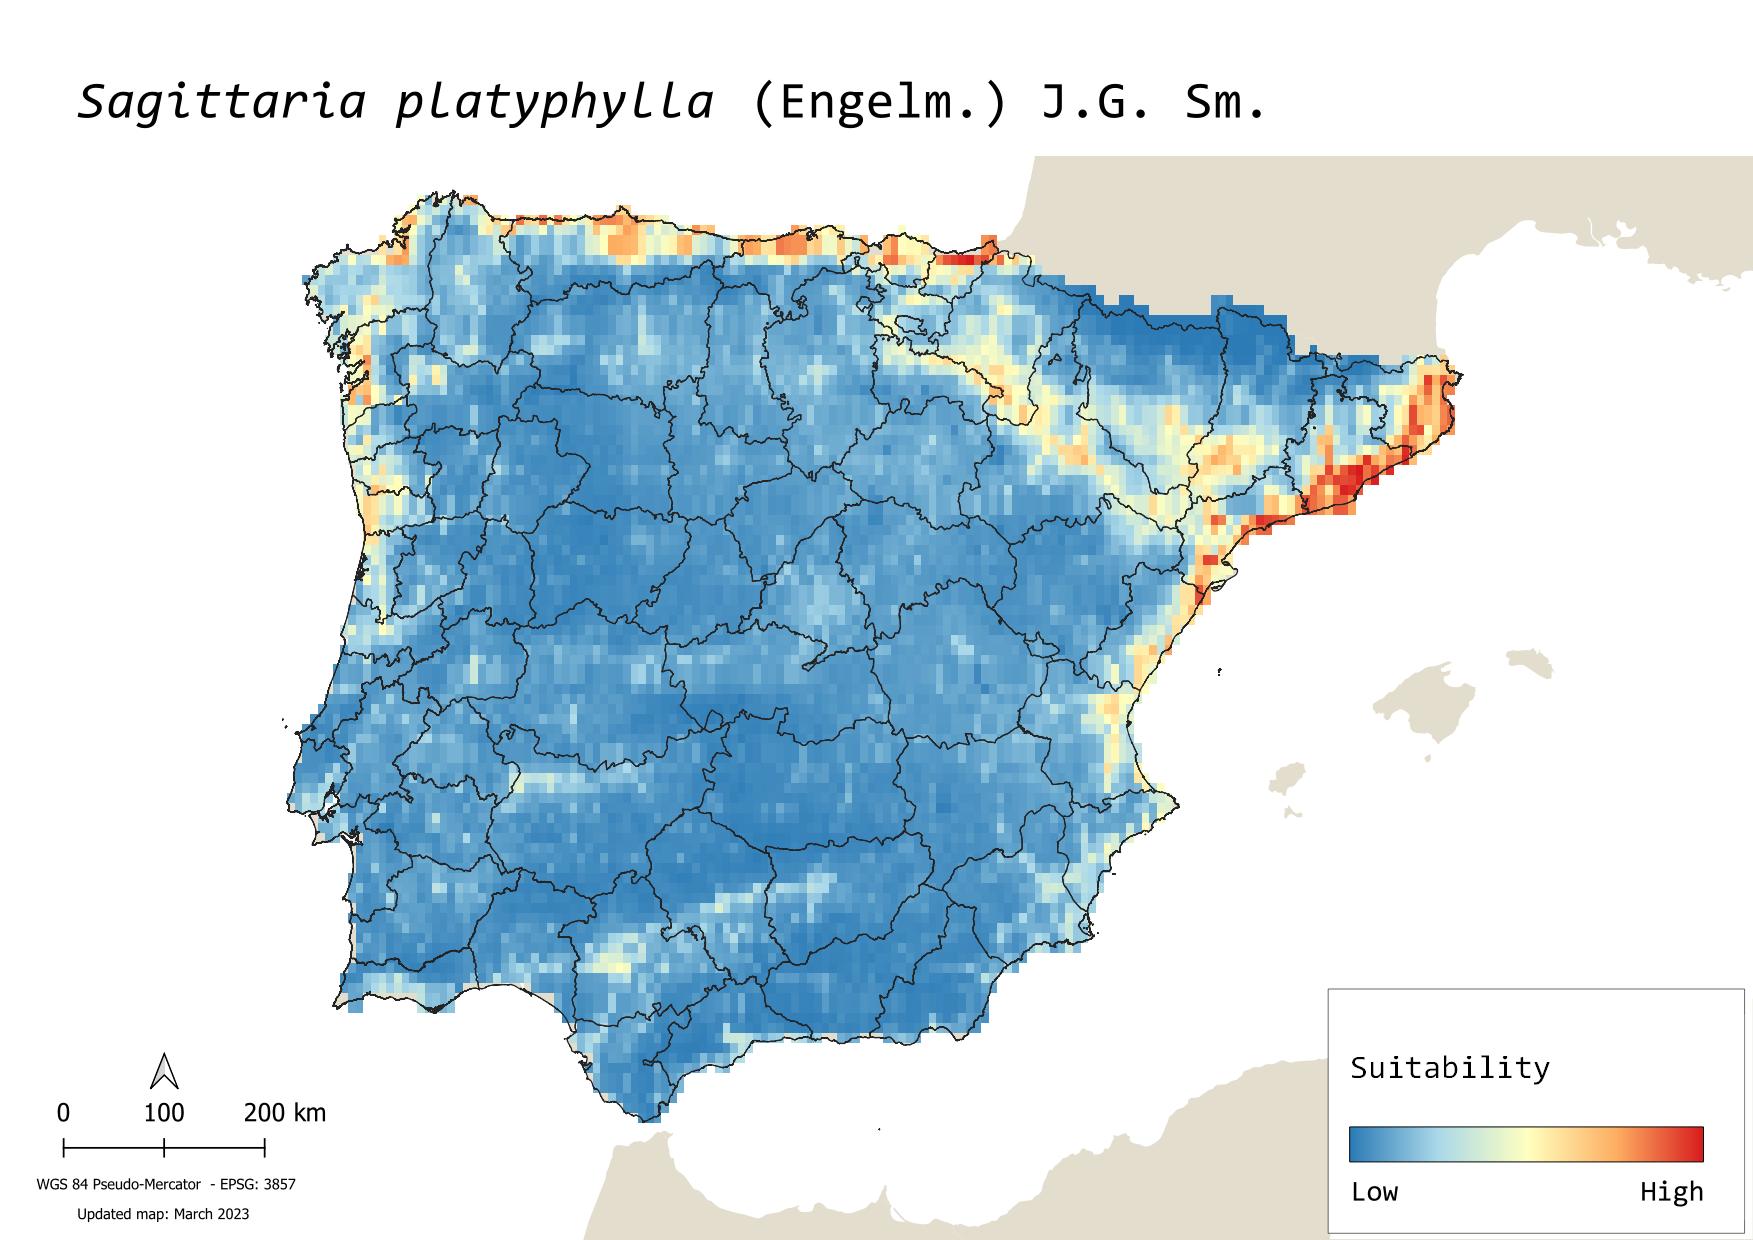 Sagittaria platyphylla (Engelm.) J.G. Sm.
0 100 200 km
WGS 84 Pseudo-Mercator - EPSG: 3857
Updated map: March 2023
Suitability
Low High